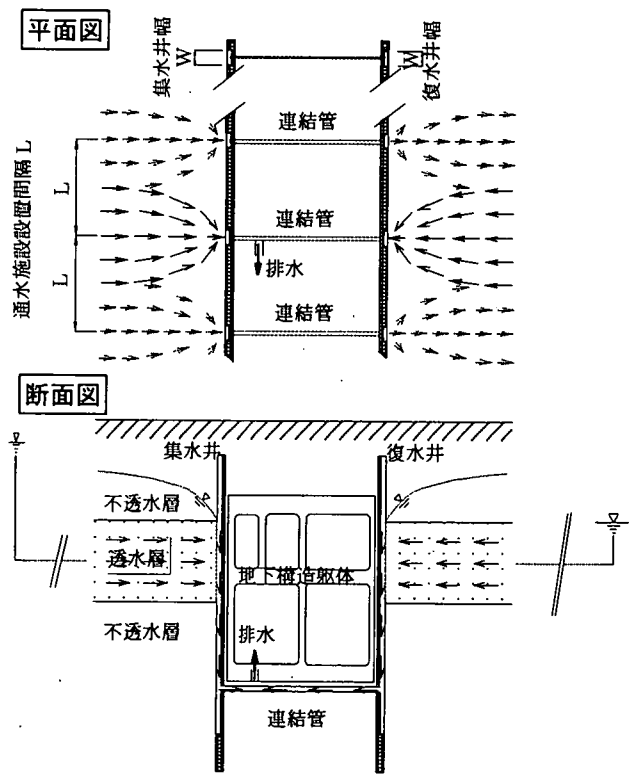 平面図
集水井幅
W
復水井幅
W
通水施設設置間隔 L
L
L
連結管
連結管
排水
連結管
断面図
集水井
復水井
不透水層
透水層
不透水層
地下構造躯体
排水
連結管